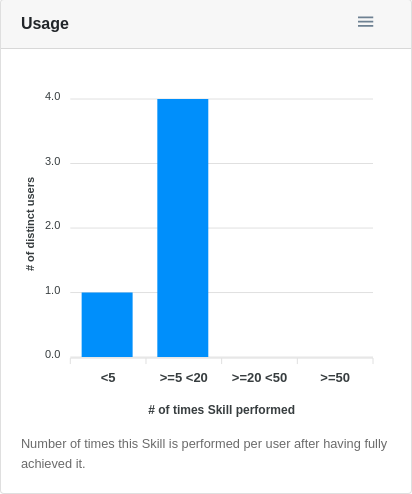 Usage
4.0
3.0
2.0
1.0
0.0
# of distinct users
<5 >=5 <20 >=20 <50 >=50
# of times Skill performed
Number of times this Skill is performed per user after having fully
achieved it.